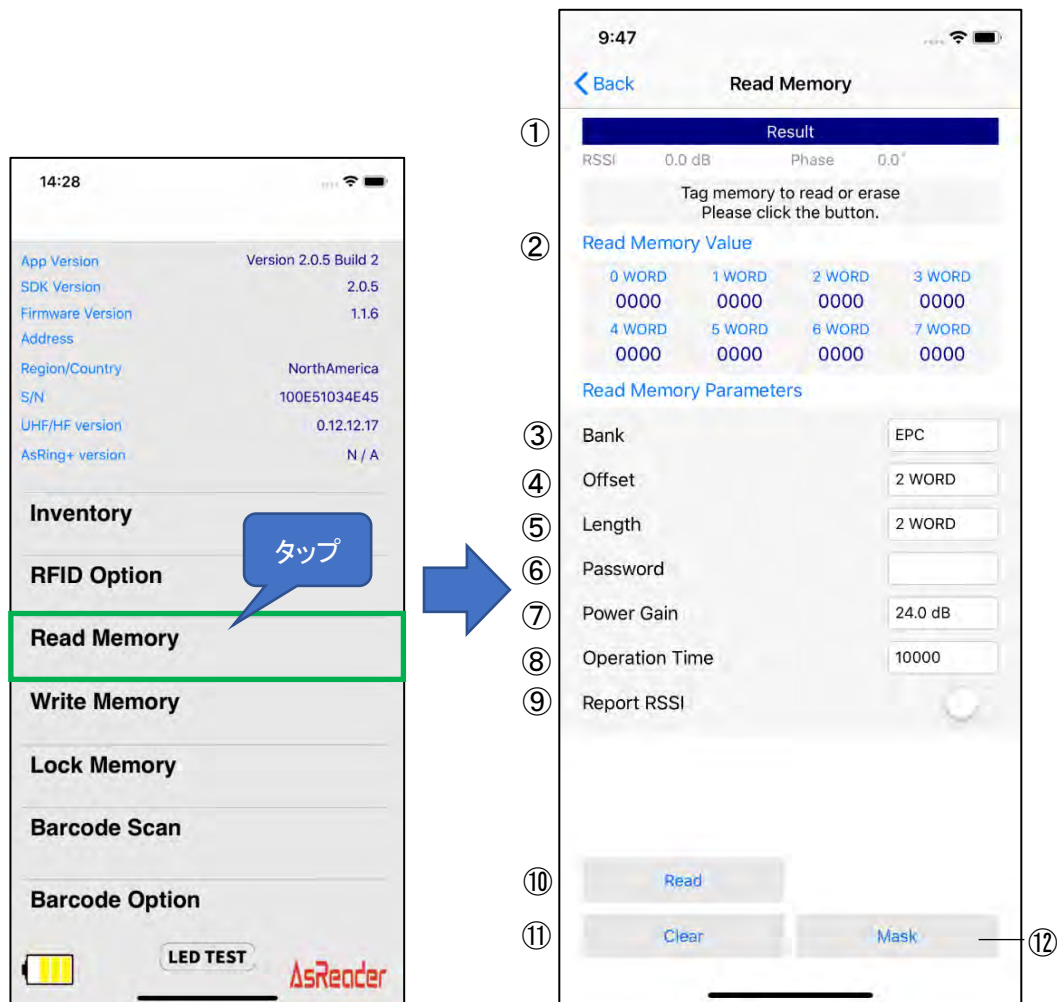 14:28
App Version Version 2.0.5 Build 2
SDK Version 2.0.5
Firmware Version 1.1.6
Address
Region/Country NorthAmerica
S/N 100E51034E45
UHF/HF version 0.12.12.17
AsRing+ version N / A
Inventory
RFID Option
タップ
Read Memory
Write Memory
Lock Memory
Barcode Scan
Barcode Option
LED TEST
AsReader
9:47
Back Read Memory
① Result
RSSI 0.0 dB Phase 0.0˚
Tag memory to read or erase
Please click the button.
② Read Memory Value
0 WORD 1 WORD 2 WORD 3 WORD
0000 0000 0000 0000
4 WORD 5 WORD 6 WORD 7 WORD
0000 0000 0000 0000
Read Memory Parameters
③ Bank EPC
④ Offset 2 WORD
⑤ Length 2 WORD
⑥ Password
⑦ Power Gain 24.0 dB
⑧ Operation Time 10000
⑨ Report RSSI
⑩ Read
⑪ Clear Mask ⑫